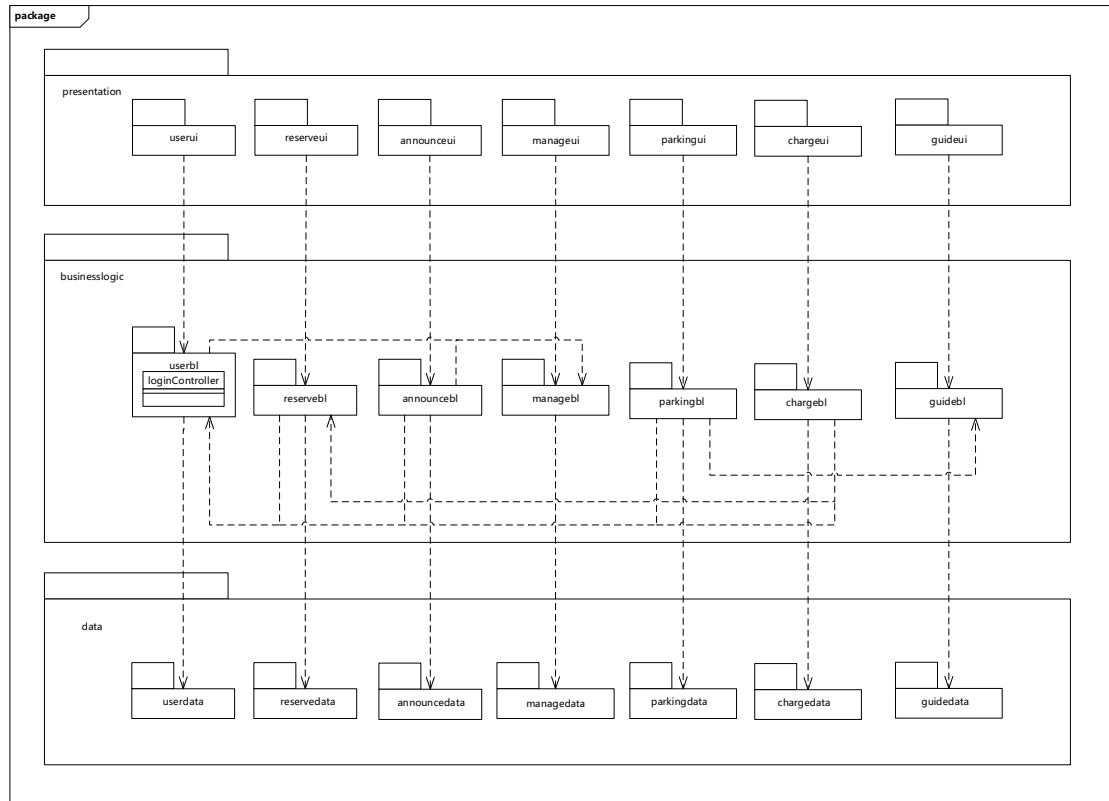 package
presentation
userui
reserveui
announceui
manageui
parkingui
chargeui
guideui
businesslogic
userbl
loginController
reservebl
announcebl
managebl
parkingbl
chargebl
guidebl
data
userdata
reservedata
announcedata
managedata
parkingdata
chargedata
guidedata